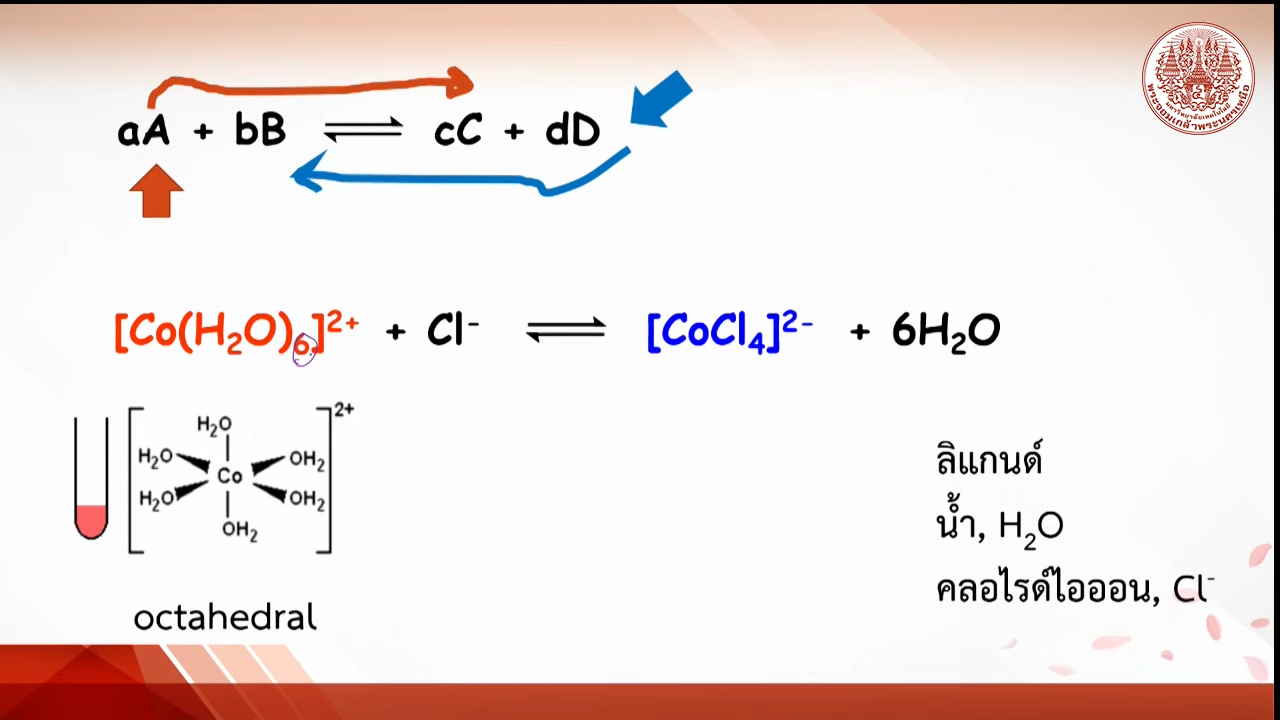 aA + bB ⇌ cC + dD
[Co(H₂O)₆]²⁺ + Cl⁻ ⇌ [CoCl₄]²⁻ + 6H₂O
2+
H₂O
H₂O OH₂
Co
H₂O OH₂
OH₂
octahedral
ลิแกนด์
น้ำ, H₂O
คลอไรด์ไอออน, Cl⁻